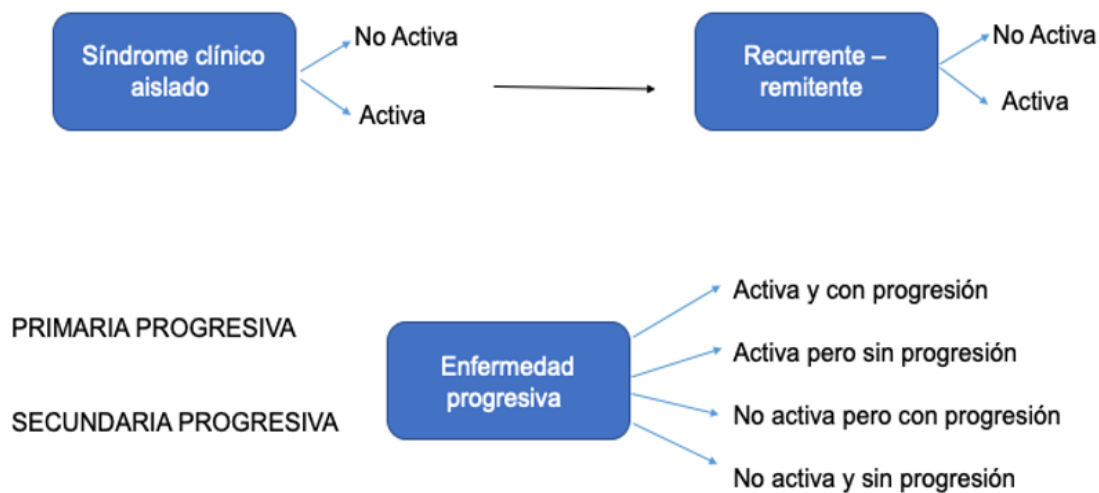 Síndrome clínico
aislado
No Activa
Activa
Recurrente –
remitente
No Activa
Activa
PRIMARIA PROGRESIVA
SECUNDARIA PROGRESIVA
Enfermedad
progresiva
Activa y con progresión
Activa pero sin progresión
No activa pero con progresión
No activa y sin progresión